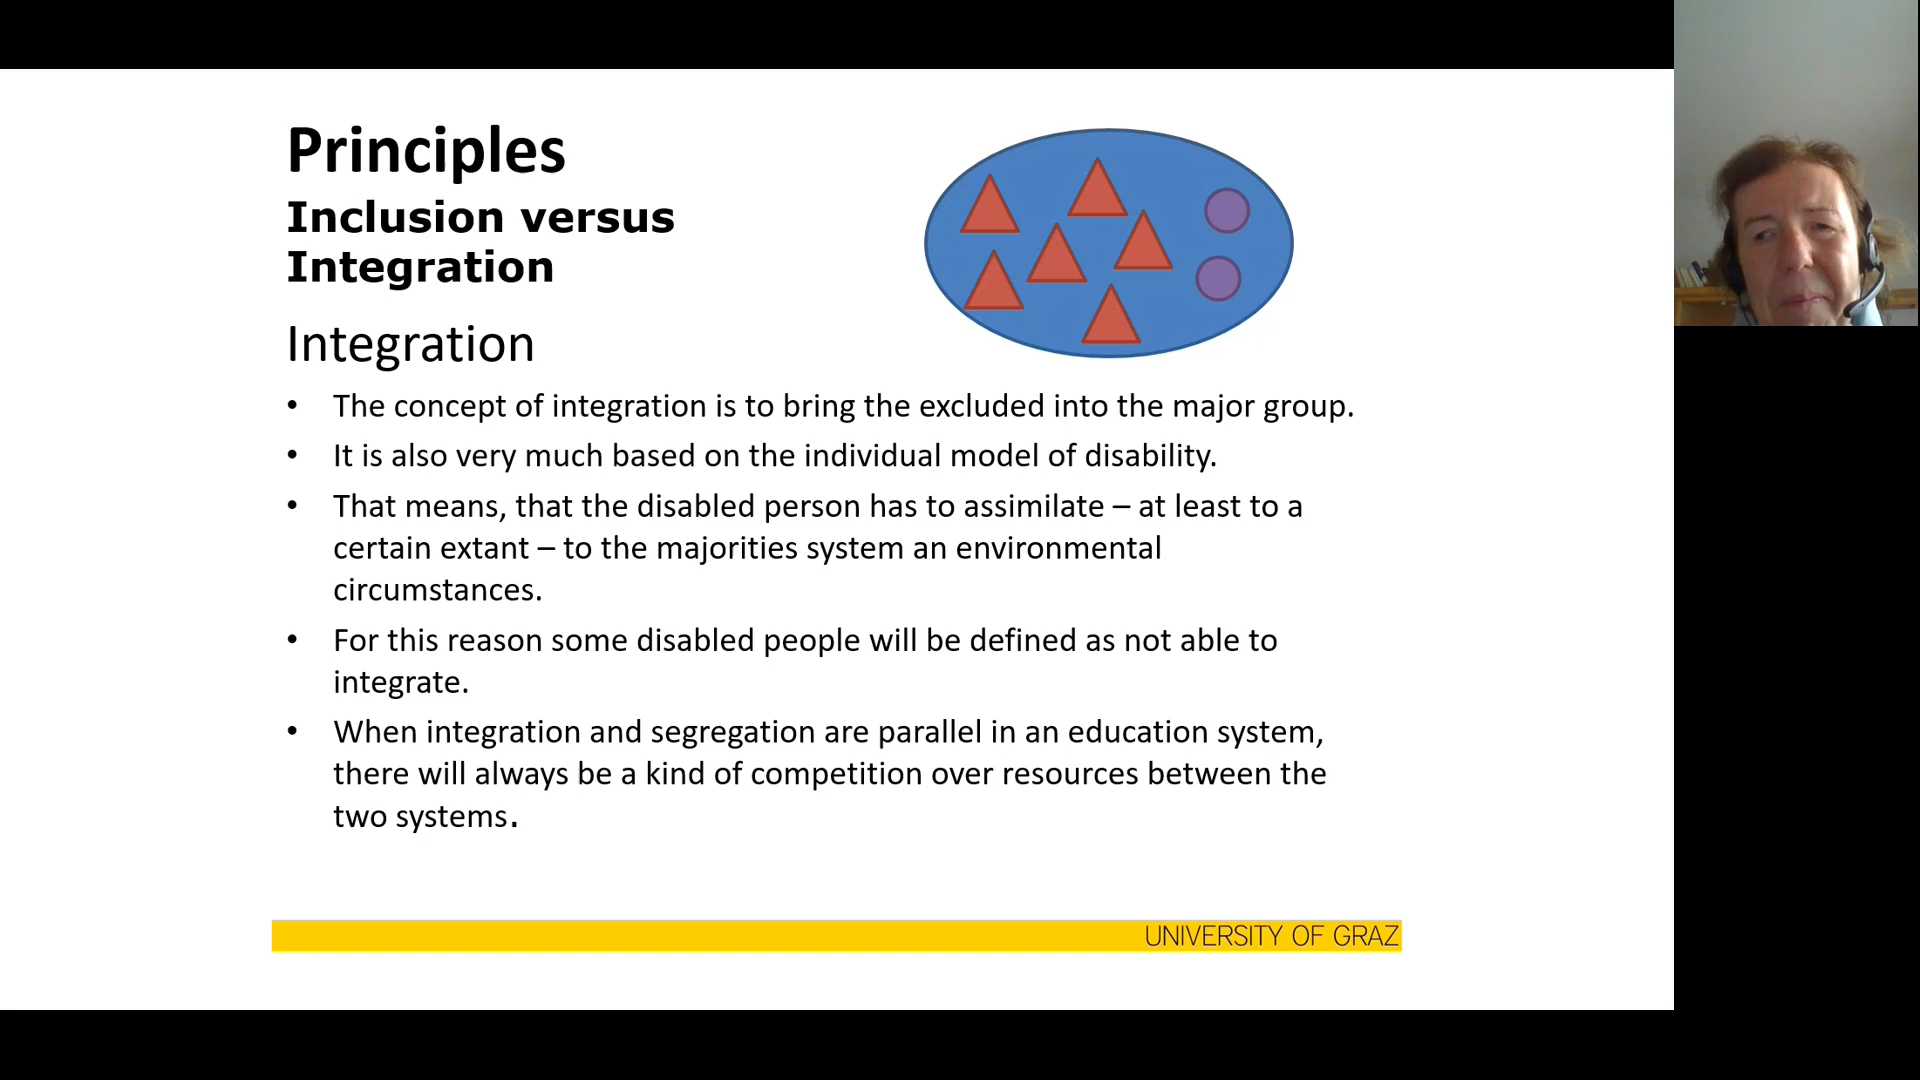 Principles
Inclusion versus
Integration
Integration
• The concept of integration is to bring the excluded into the major group.
• It is also very much based on the individual model of disability.
• That means, that the disabled person has to assimilate – at least to a
certain extant – to the majorities system an environmental
circumstances.
• For this reason some disabled people will be defined as not able to
integrate.
• When integration and segregation are parallel in an education system,
there will always be a kind of competition over resources between the
two systems.
UNIVERSITY OF GRAZ